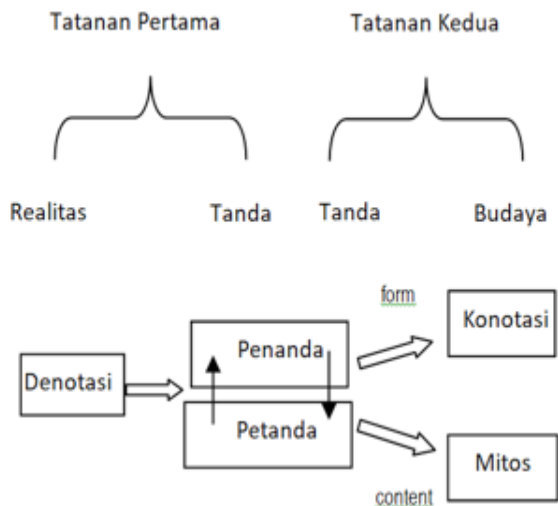 Tatanan Pertama Tatanan Kedua
Realitas Tanda Tanda Budaya
form
Konotasi
Penanda
Denotasi
Petanda
Mitos
content